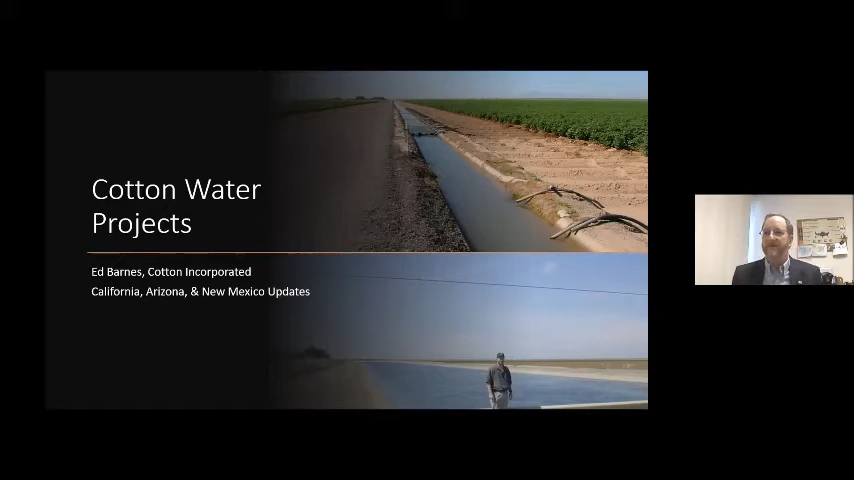 Cotton Water
Projects
Ed Barnes, Cotton Incorporated
California, Arizona, & New Mexico Updates